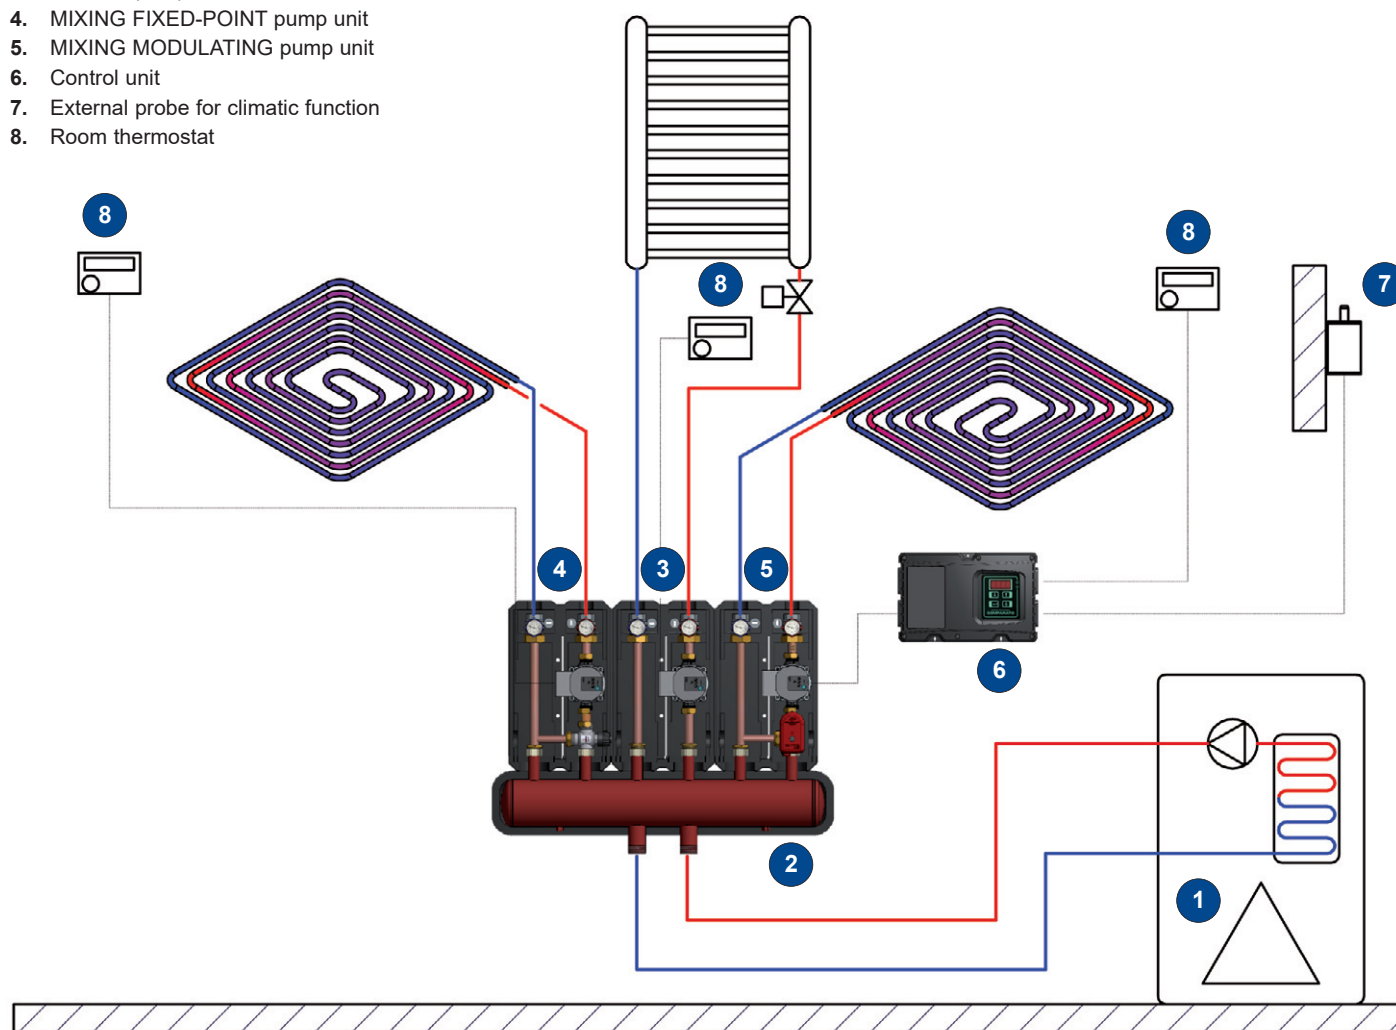 4. MIXING FIXED-POINT pump unit
5. MIXING MODULATING pump unit
6. Control unit
7. External probe for climatic function
8. Room thermostat
8
8
8
7
4
3
5
6
2
1